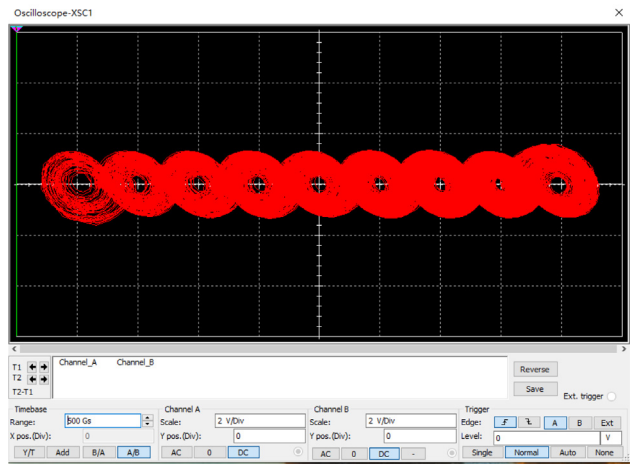 Oscilloscope-XSC1
T1
Channel_A Channel_B
T2
T2-T1
Reverse
Save
Ext. trigger
Timebase
Range: 500 Gs
X pos.(Div): 0
Y/T Add B/A A/B
Channel A
Scale: 2 V/Div
Y pos.(Div): 0
AC 0 DC
Channel B
Scale: 2 V/Div
Y pos.(Div): 0
AC 0 DC -
Trigger
Edge: A B Ext
Level: 0 V
Single Normal Auto None